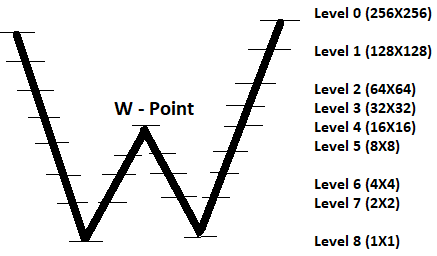 Level 0 (256X256)
Level 1 (128X128)
Level 2 (64X64)
W - Point
Level 3 (32X32)
Level 4 (16X16)
Level 5 (8X8)
Level 6 (4X4)
Level 7 (2X2)
Level 8 (1X1)